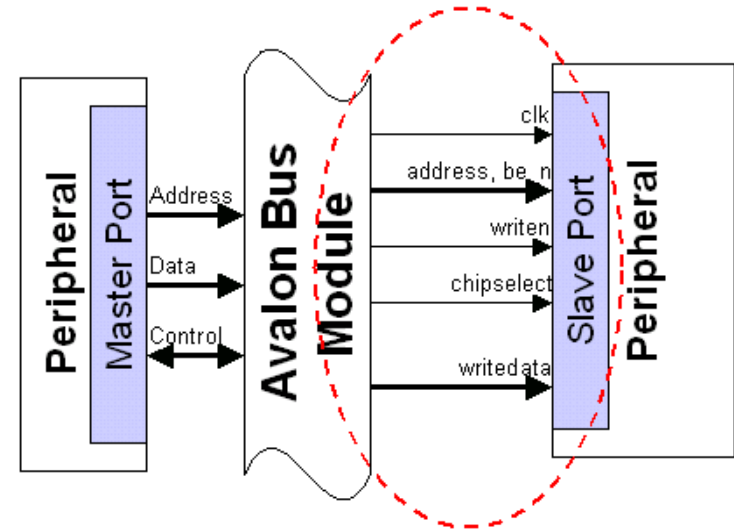 Peripheral
Master Port
Address
Data
Control
Avalon Bus
Module
clk
address, be_n
writen
chipselect
writedata
Slave Port
Peripheral